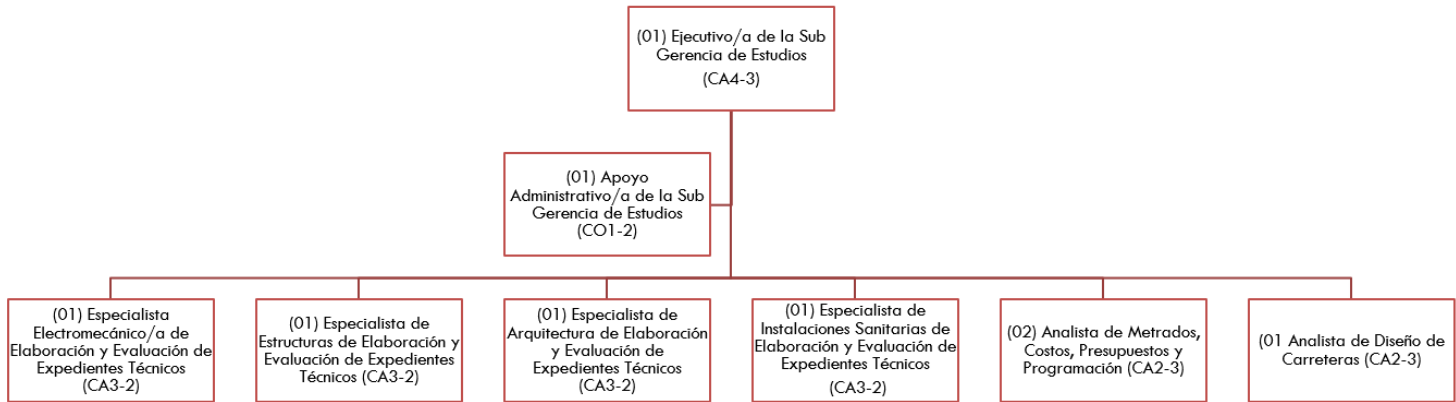 (01) Ejecutivo/a de la Sub
Gerencia de Estudios
(CA4-3)
(01) Apoyo
Administrativo/a de la Sub
Gerencia de Estudios
(CO1-2)
(01) Especialista
Electromecánico/a de
Elaboración y Evaluación de
Expedientes Técnicos
(CA3-2)
(01) Especialista de
Estructuras de Elaboración y
Evaluación de Expedientes
Técnicos (CA3-2)
(01) Especialista de
Arquitectura de Elaboración
y Evaluación de
Expedientes Técnicos
(CA3-2)
(01) Especialista de
Instalaciones Sanitarias de
Elaboración y Evaluación de
Expedientes Técnicos
(CA3-2)
(02) Analista de Metrados,
Costos, Presupuestos y
Programación (CA2-3)
(01 Analista de Diseño de
Carreteras (CA2-3)